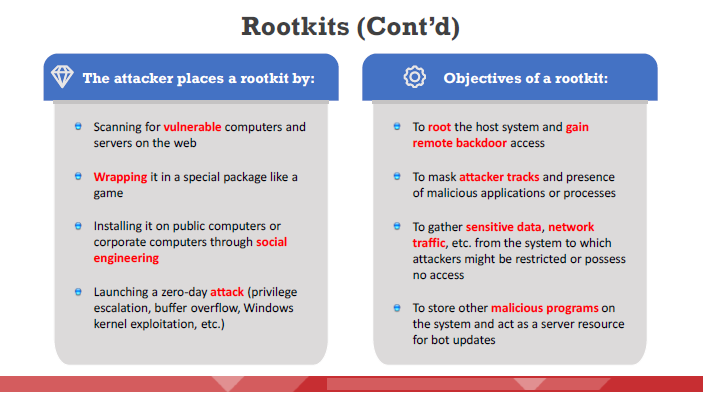 Rootkits (Cont’d)
The attacker places a rootkit by:
Scanning for vulnerable computers and
servers on the web
Wrapping it in a special package like a
game
Installing it on public computers or
corporate computers through social
engineering
Launching a zero-day attack (privilege
escalation, buffer overflow, Windows
kernel exploitation, etc.)
Objectives of a rootkit:
To root the host system and gain
remote backdoor access
To mask attacker tracks and presence
of malicious applications or processes
To gather sensitive data, network
traffic, etc. from the system to which
attackers might be restricted or possess
no access
To store other malicious programs on
the system and act as a server resource
for bot updates